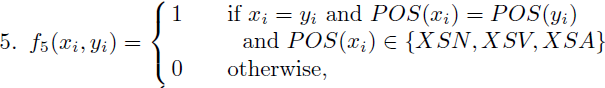 5. f₅(xᵢ, yᵢ) = { 1 if xᵢ = yᵢ and POS(xᵢ) = POS(yᵢ)
and POS(xᵢ) ∈ {XSN, XSV, XSA}
0 otherwise,